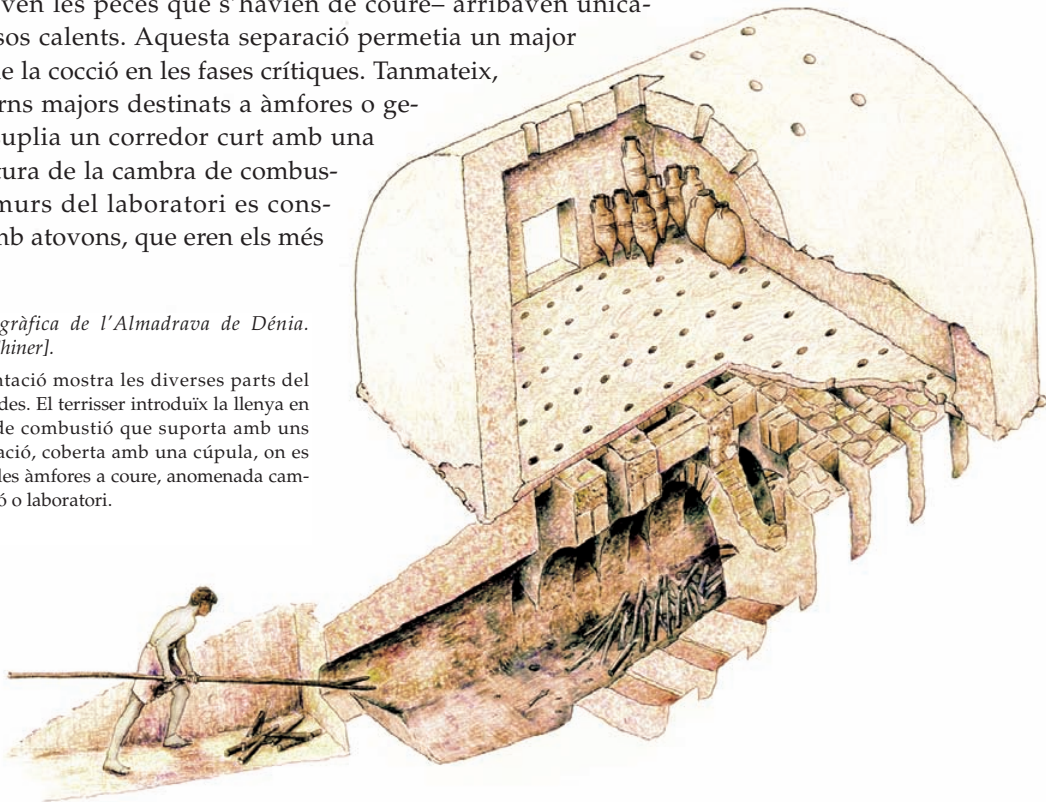 ven les peces que s’havien de coure– arribaven unica-
sos calents. Aquesta separació permetia un major
e la cocció en les fases crítiques. Tanmateix,
rns majors destinats a àmfores o ge-
suplia un corredor curt amb una
tura de la cambra de combus-
murs del laboratori es cons-
mb atovons, que eren els més
gràfica de l’Almadrava de Dénia.
hiner].
ntació mostra les diverses parts del
des. El terrisser introduïx la llenya en
de combustió que suporta amb uns
ació, coberta amb una cúpula, on es
les àmfores a coure, anomenada cam-
ó o laboratori.